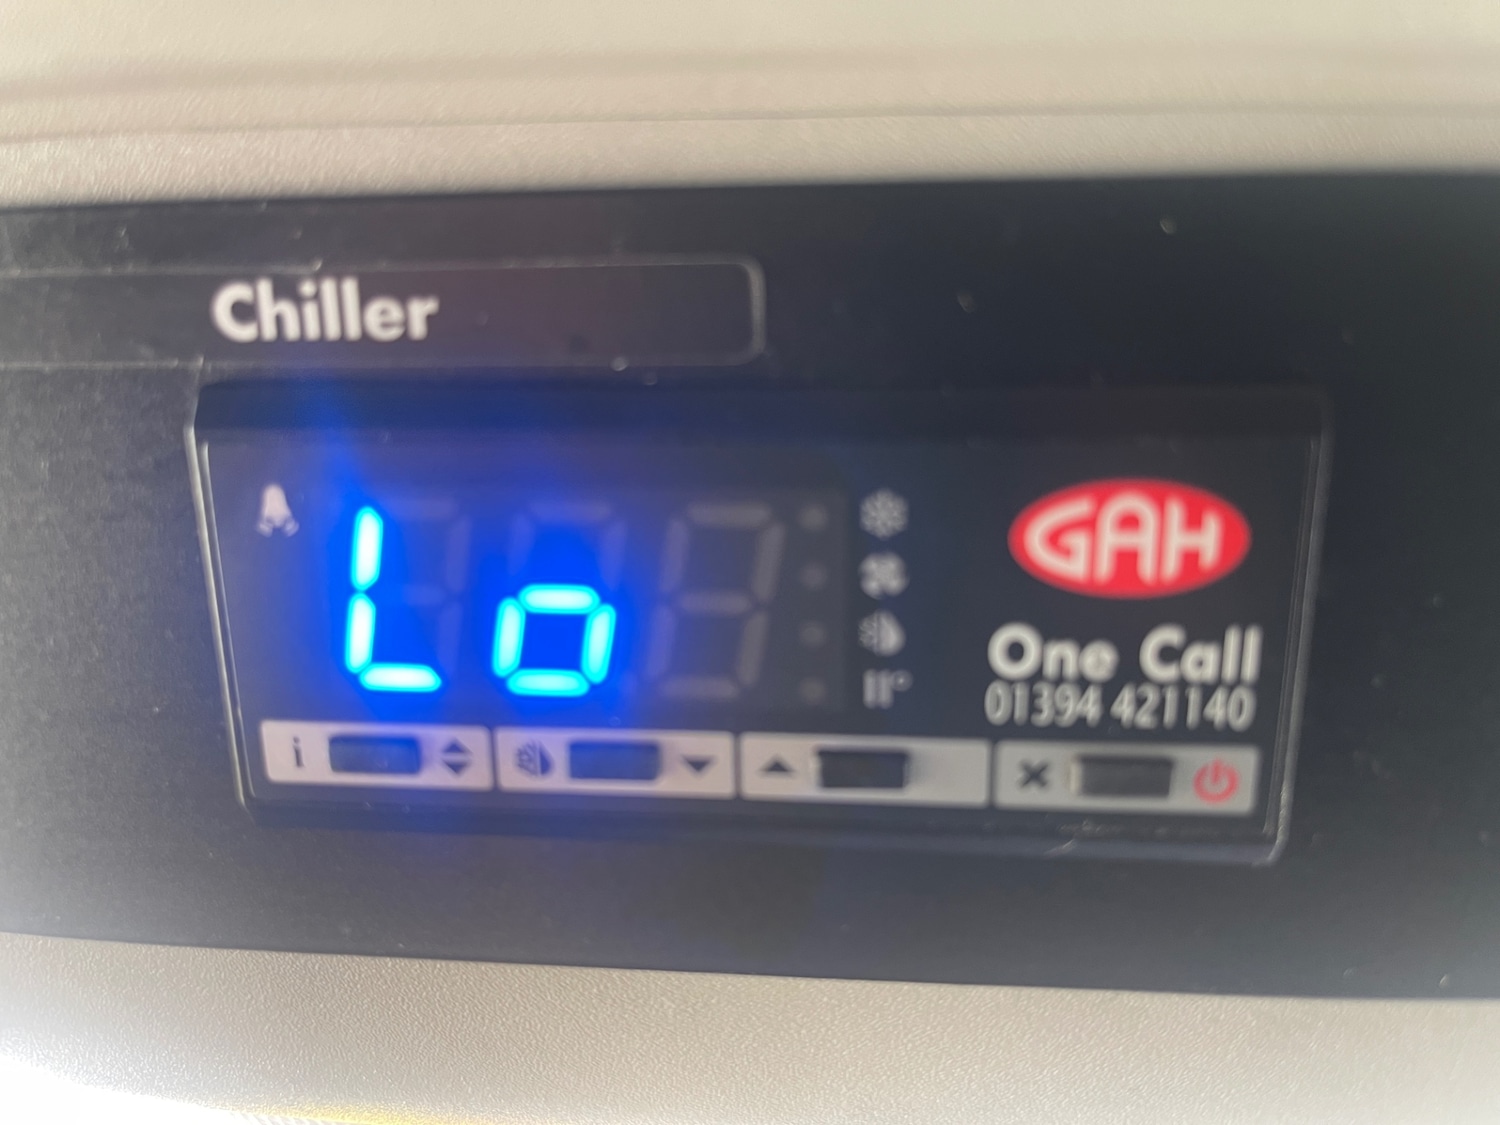 Chiller
Lo
GAH
One Call
01394 421140
i